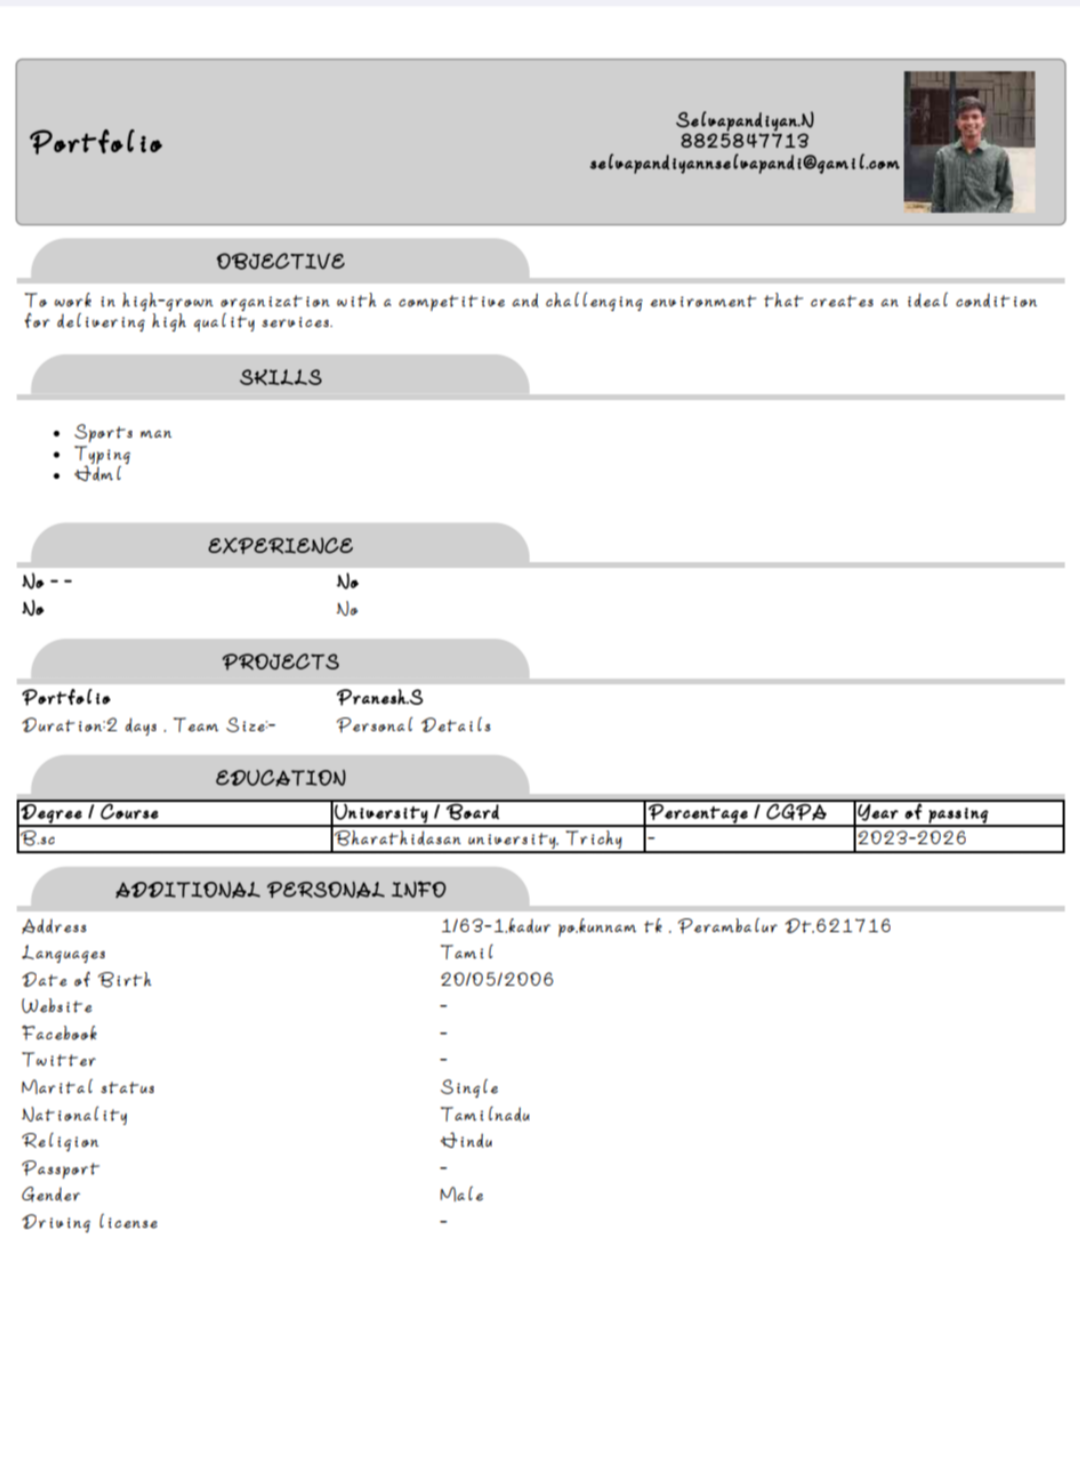 Portfolio
Selvapandiyan.N
8825847713
selvapandiyannselvapandi@gamil.com
OBJECTIVE
To work in high-grown organization with a competitive and challenging environment that creates an ideal condition
for delivering high quality services.
SKILLS
• Sports man
• Typing
• Hdml
EXPERIENCE
No - - No
No No
PROJECTS
Portfolio Pranesh.S
Duration:2 days , Team Size:- Personal Details
EDUCATION
Degree / Course University / Board Percentage / CGPA Year of passing
B.sc Bharathidasan university, Trichy - 2023-2026
ADDITIONAL PERSONAL INFO
Address 1/63-1,kadur po,kunnam tk , Perambalur Dt,621716
Languages Tamil
Date of Birth 20/05/2006
Website -
Facebook -
Twitter -
Marital status Single
Nationality Tamilnadu
Religion Hindu
Passport -
Gender Male
Driving license -